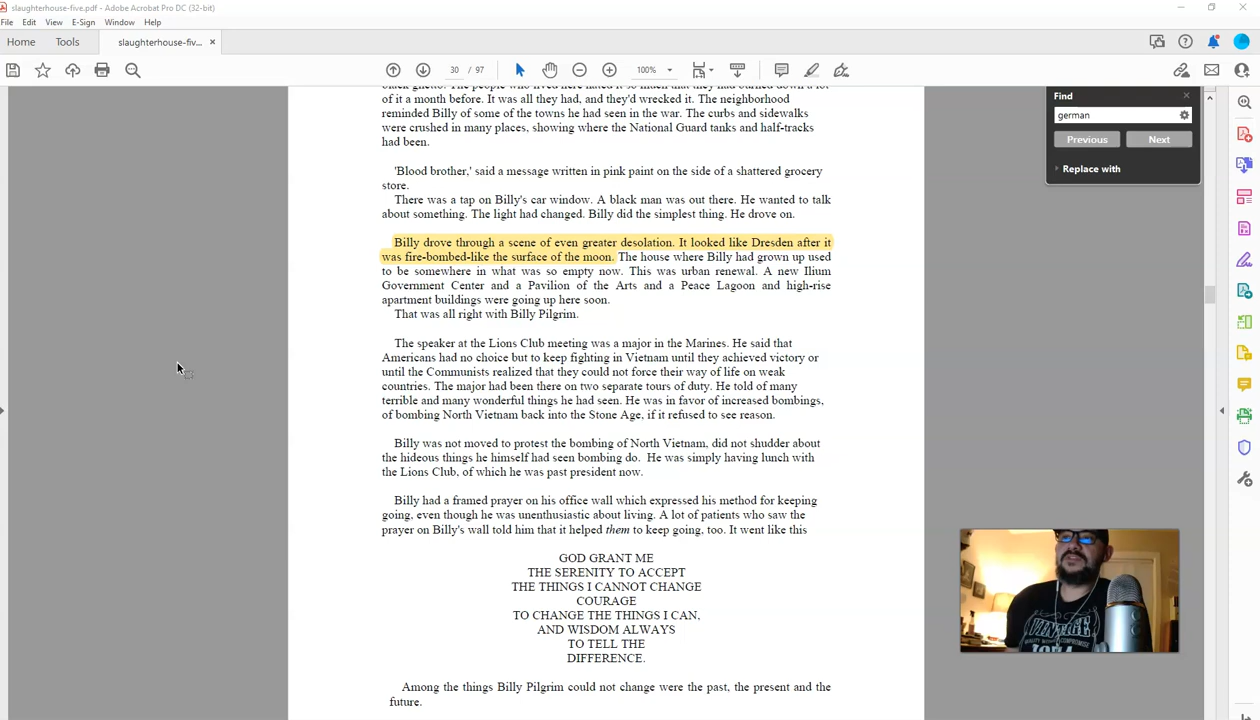 slaughterhouse-five.pdf - Adobe Acrobat Pro DC (32-bit)
File Edit View E-Sign Window Help
Home Tools slaughterhouse-fiv... ×
30 / 97 100%
Find
german
Previous Next
Replace with
black ghetto. The people who lived here hated it so much that they had burned down a lot
of it a month before. It was all they had, and they'd wrecked it. The neighborhood
reminded Billy of some of the towns he had seen in the war. The curbs and sidewalks
were crushed in many places, showing where the National Guard tanks and half-tracks
had been.
'Blood brother,' said a message written in pink paint on the side of a shattered grocery
store.
There was a tap on Billy's car window. A black man was out there. He wanted to talk
about something. The light had changed. Billy did the simplest thing. He drove on.
Billy drove through a scene of even greater desolation. It looked like Dresden after it
was fire-bombed-like the surface of the moon. The house where Billy had grown up used
to be somewhere in what was so empty now. This was urban renewal. A new Ilium
Government Center and a Pavilion of the Arts and a Peace Lagoon and high-rise
apartment buildings were going up here soon.
That was all right with Billy Pilgrim.
The speaker at the Lions Club meeting was a major in the Marines. He said that
Americans had no choice but to keep fighting in Vietnam until they achieved victory or
until the Communists realized that they could not force their way of life on weak
countries. The major had been there on two separate tours of duty. He told of many
terrible and many wonderful things he had seen. He was in favor of increased bombings,
of bombing North Vietnam back into the Stone Age, if it refused to see reason.
Billy was not moved to protest the bombing of North Vietnam, did not shudder about
the hideous things he himself had seen bombing do. He was simply having lunch with
the Lions Club, of which he was past president now.
Billy had a framed prayer on his office wall which expressed his method for keeping
going, even though he was unenthusiastic about living. A lot of patients who saw the
prayer on Billy's wall told him that it helped them to keep going, too. It went like this
GOD GRANT ME
THE SERENITY TO ACCEPT
THE THINGS I CANNOT CHANGE
COURAGE
TO CHANGE THE THINGS I CAN,
AND WISDOM ALWAYS
TO TELL THE
DIFFERENCE.
Among the things Billy Pilgrim could not change were the past, the present and the
future.
VINTAGE